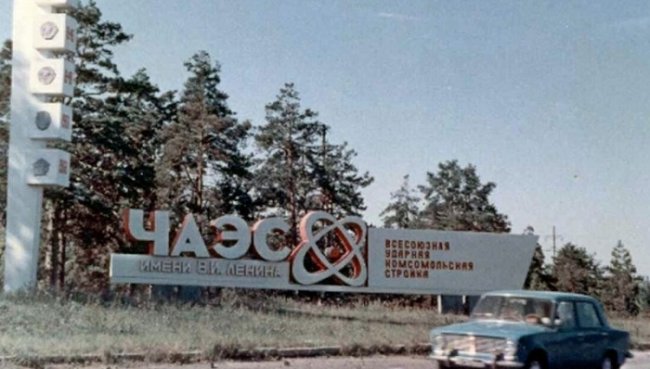 ЧАЭС
ИМЕНИ В.И. ЛЕНИНА
ВСЕСОЮЗНАЯ
УДАРНАЯ
КОМСОМОЛЬСКАЯ
СТРОЙКА